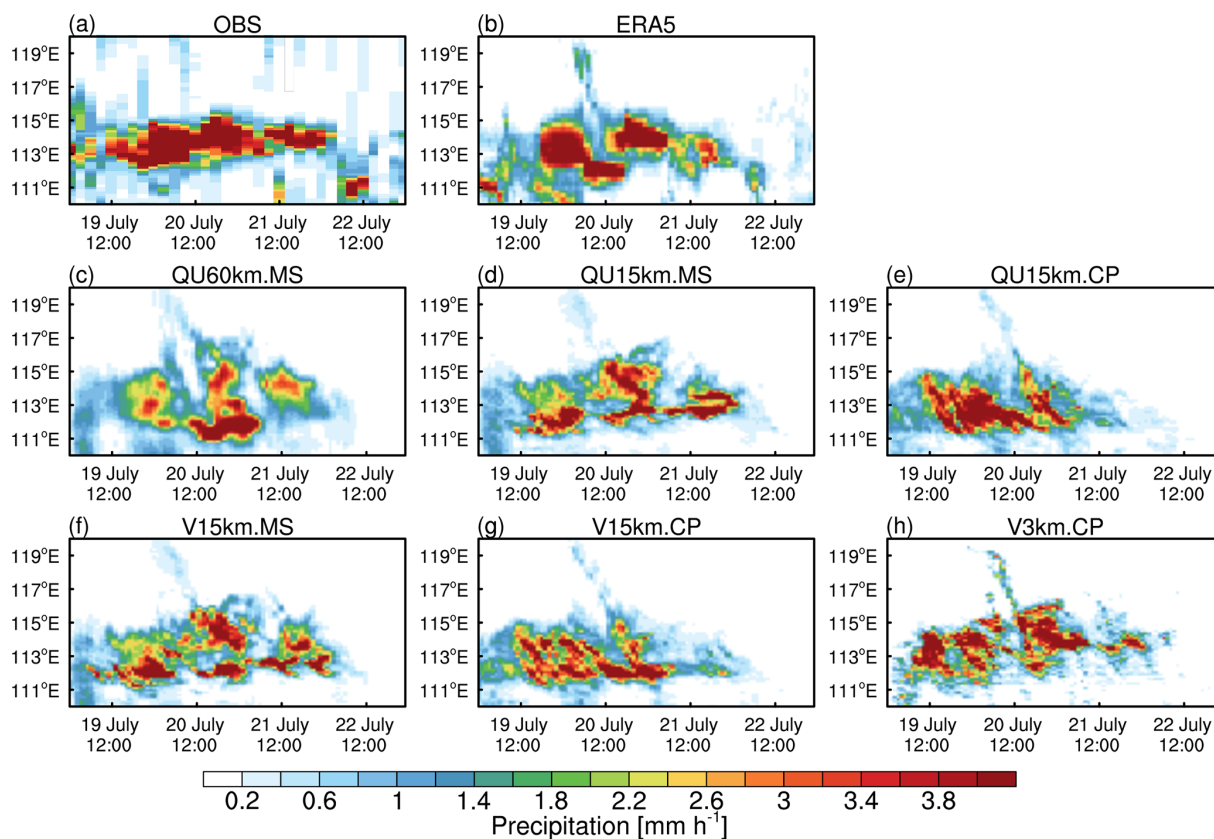 (a) OBS
119°E
117°E
115°E
113°E
111°E
19 July 20 July 21 July 22 July
12:00 12:00 12:00 12:00
(b) ERA5
119°E
117°E
115°E
113°E
111°E
19 July 20 July 21 July 22 July
12:00 12:00 12:00 12:00
(c) QU60km.MS
119°E
117°E
115°E
113°E
111°E
19 July 20 July 21 July 22 July
12:00 12:00 12:00 12:00
(d) QU15km.MS
119°E
117°E
115°E
113°E
111°E
19 July 20 July 21 July 22 July
12:00 12:00 12:00 12:00
(e) QU15km.CP
119°E
117°E
115°E
113°E
111°E
19 July 20 July 21 July 22 July
12:00 12:00 12:00 12:00
(f) V15km.MS
119°E
117°E
115°E
113°E
111°E
19 July 20 July 21 July 22 July
12:00 12:00 12:00 12:00
(g) V15km.CP
119°E
117°E
115°E
113°E
111°E
19 July 20 July 21 July 22 July
12:00 12:00 12:00 12:00
(h) V3km.CP
119°E
117°E
115°E
113°E
111°E
19 July 20 July 21 July 22 July
12:00 12:00 12:00 12:00
0.2 0.6 1 1.4 1.8 2.2 2.6 3 3.4 3.8
Precipitation [mm h⁻¹]